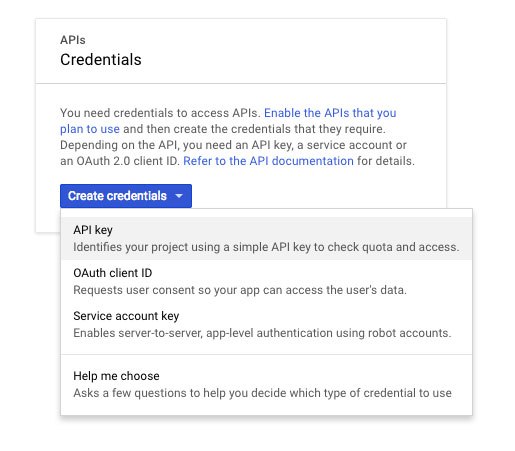 APIs
Credentials
You need credentials to access APIs. Enable the APIs that you
plan to use and then create the credentials that they require.
Depending on the API, you need an API key, a service account or
an OAuth 2.0 client ID. Refer to the API documentation for details.
Create credentials
API key
Identifies your project using a simple API key to check quota and access.
OAuth client ID
Requests user consent so your app can access the user's data.
Service account key
Enables server-to-server, app-level authentication using robot accounts.
Help me choose
Asks a few questions to help you decide which type of credential to use